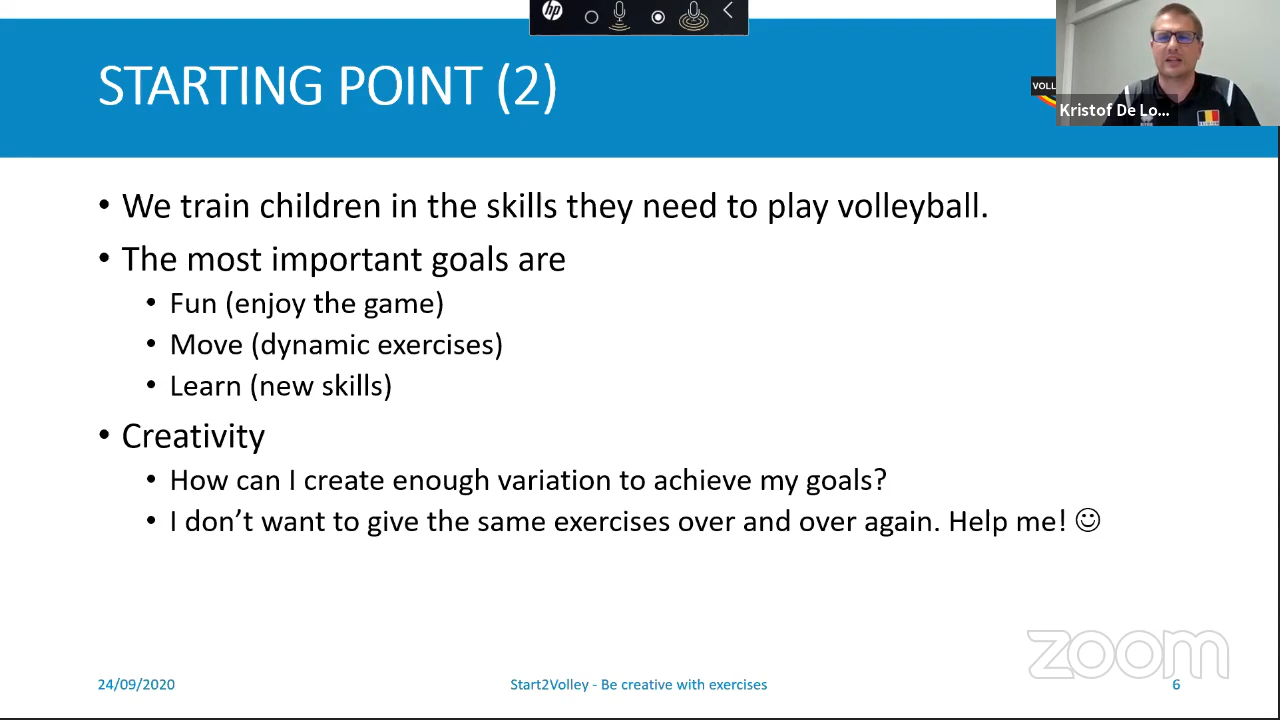 hp
STARTING POINT (2)
VOLL
Kristof De Lo...
• We train children in the skills they need to play volleyball.
• The most important goals are
• Fun (enjoy the game)
• Move (dynamic exercises)
• Learn (new skills)
• Creativity
• How can I create enough variation to achieve my goals?
• I don’t want to give the same exercises over and over again. Help me! ☺
zoom
24/09/2020
Start2Volley - Be creative with exercises
6